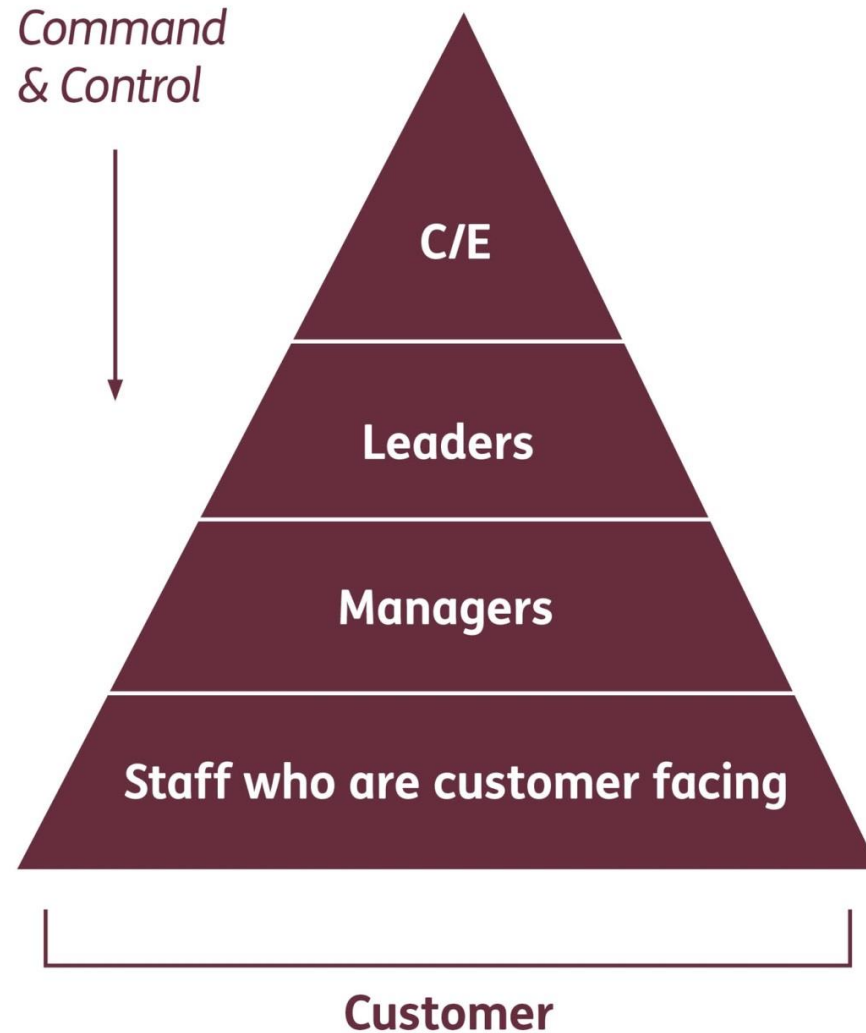 Command
& Control
C/E
Leaders
Managers
Staff who are customer facing
Customer